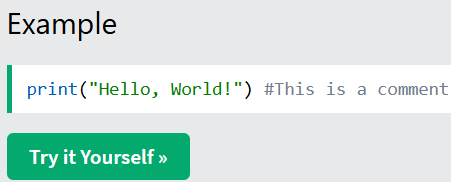 Example
print("Hello, World!") #This is a comment
Try it Yourself »